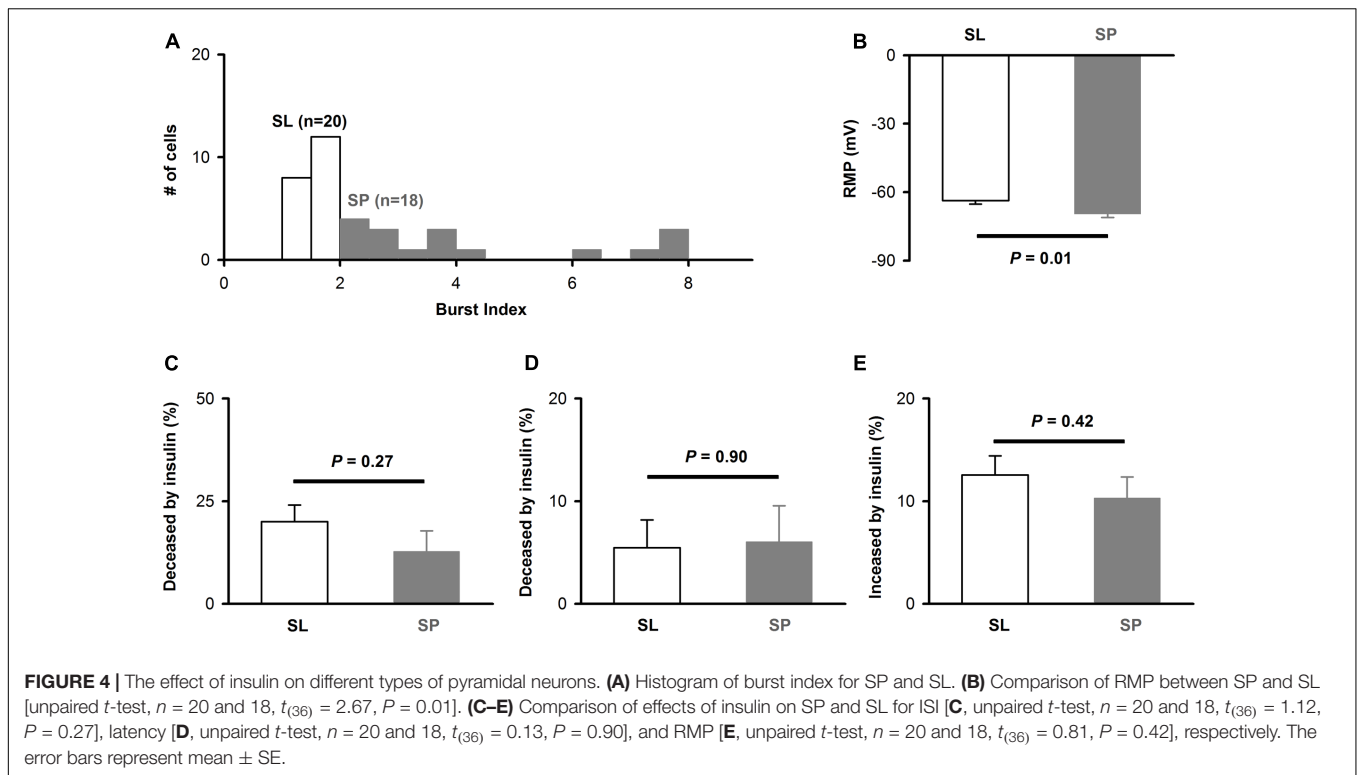 A
20
10
0
# of cells
SL (n=20)
SP (n=18)
0 2 4 6 8
Burst Index
B
SL SP
0
-30
-60
-90
RMP (mV)
P = 0.01
C
50
25
0
Deceased by insulin (%)
P = 0.27
SL SP
D
20
10
0
Deceased by insulin (%)
P = 0.90
SL SP
E
20
10
0
Inceased by insulin (%)
P = 0.42
SL SP
FIGURE 4 | The effect of insulin on different types of pyramidal neurons. (A) Histogram of burst index for SP and SL. (B) Comparison of RMP between SP and SL
[unpaired t-test, n = 20 and 18, t(36) = 2.67, P = 0.01]. (C–E) Comparison of effects of insulin on SP and SL for ISI [C, unpaired t-test, n = 20 and 18, t(36) = 1.12,
P = 0.27], latency [D, unpaired t-test, n = 20 and 18, t(36) = 0.13, P = 0.90], and RMP [E, unpaired t-test, n = 20 and 18, t(36) = 0.81, P = 0.42], respectively. The
error bars represent mean ± SE.